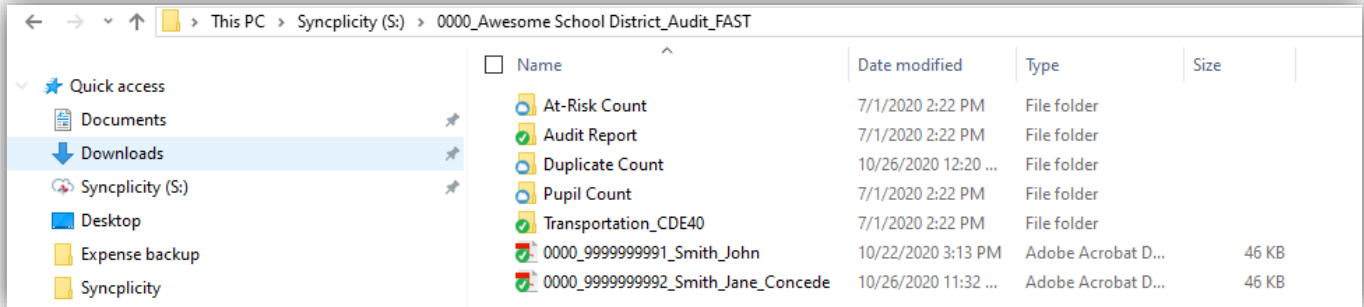 This PC > Syncplicity (S:) > 0000_Awesome School District_Audit_FAST
Name Date modified Type Size
Quick access
Documents
Downloads
Syncplicity (S:)
Desktop
Expense backup
Syncplicity
At-Risk Count 7/1/2020 2:22 PM File folder
Audit Report 7/1/2020 2:22 PM File folder
Duplicate Count 10/26/2020 12:20 ... File folder
Pupil Count 7/1/2020 2:22 PM File folder
Transportation_CDE40 7/1/2020 2:22 PM File folder
0000_9999999991_Smith_John 10/22/2020 3:13 PM Adobe Acrobat D... 46 KB
0000_9999999992_Smith_Jane_Concede 10/26/2020 11:32 ... Adobe Acrobat D... 46 KB